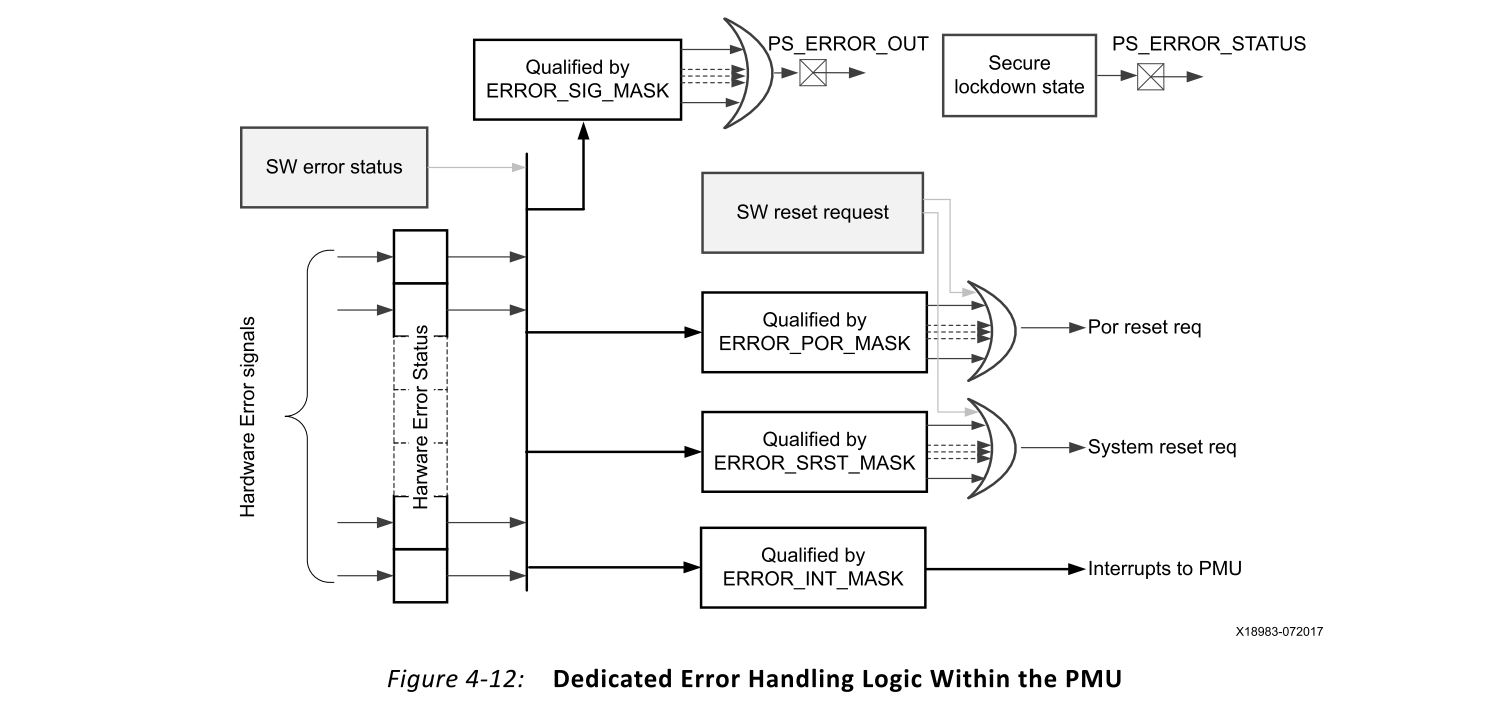 PS_ERROR_OUT
PS_ERROR_STATUS
Qualified by
ERROR_SIG_MASK
Secure
lockdown state
SW error status
SW reset request
Hardware Error signals
Harware Error Status
Qualified by
ERROR_POR_MASK
Por reset req
Qualified by
ERROR_SRST_MASK
System reset req
Qualified by
ERROR_INT_MASK
Interrupts to PMU
X18983-072017
Figure 4-12: Dedicated Error Handling Logic Within the PMU